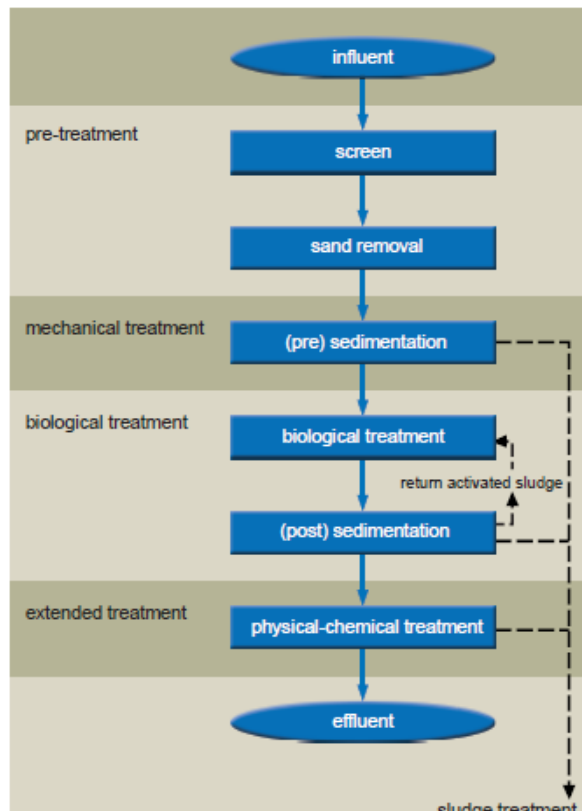 influent
pre-treatment
screen
sand removal
mechanical treatment
(pre) sedimentation
biological treatment
biological treatment
return activated sludge
(post) sedimentation
extended treatment
physical-chemical treatment
effluent
sludge treatment